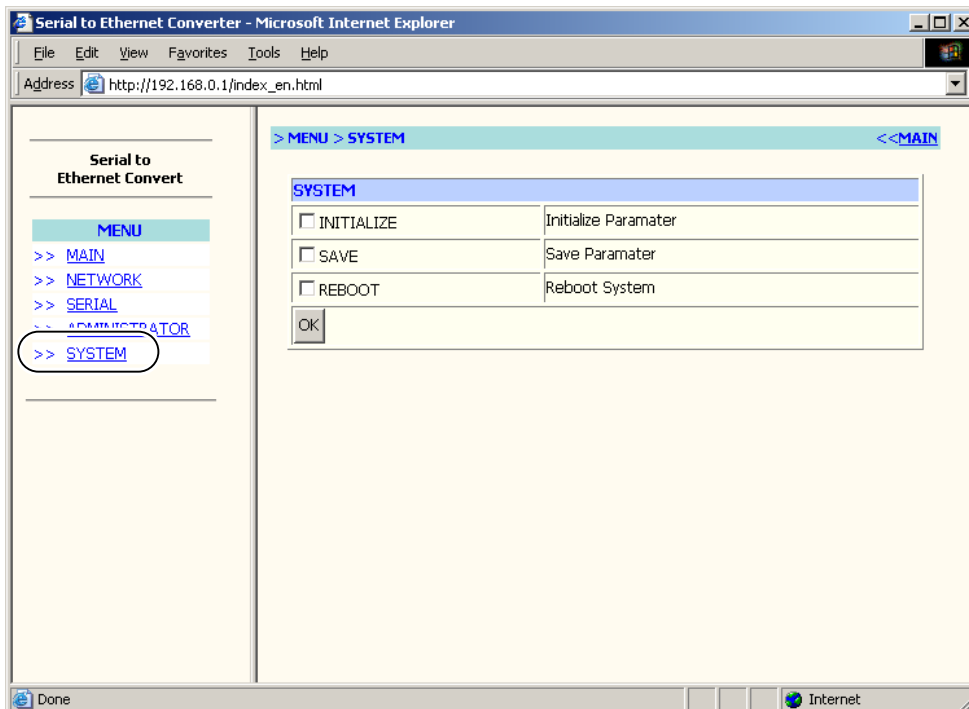 Serial to Ethernet Converter - Microsoft Internet Explorer
File Edit View Favorites Tools Help
Address http://192.168.0.1/index_en.html
Serial to
Ethernet Convert
MENU
>> MAIN
>> NETWORK
>> SERIAL
>> ADMINISTRATOR
>> SYSTEM
> MENU > SYSTEM <<MAIN
SYSTEM
INITIALIZE Initialize Paramater
SAVE Save Paramater
REBOOT Reboot System
OK
Done Internet